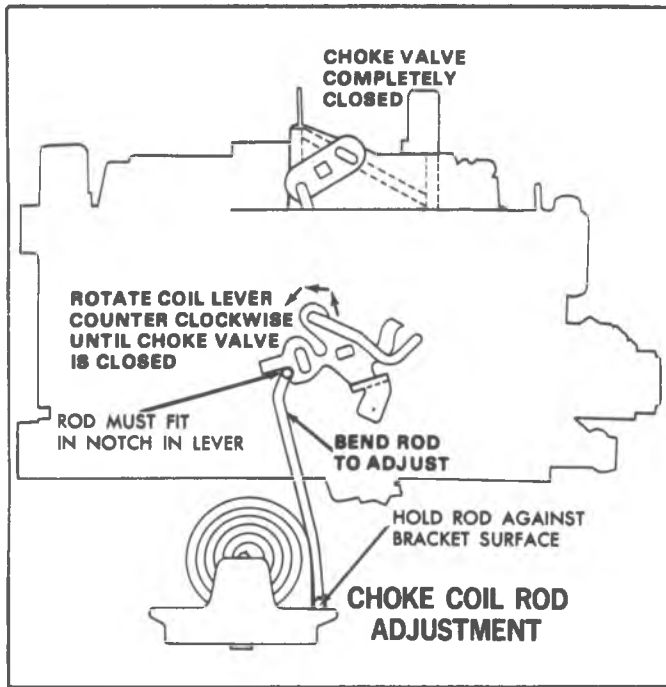 CHOKE VALVE
COMPLETELY
CLOSED
ROTATE COIL LEVER
COUNTER CLOCKWISE
UNTIL CHOKE VALVE
IS CLOSED
ROD MUST FIT
IN NOTCH IN LEVER
BEND ROD
TO ADJUST
HOLD ROD AGAINST
BRACKET SURFACE
CHOKE COIL ROD
ADJUSTMENT